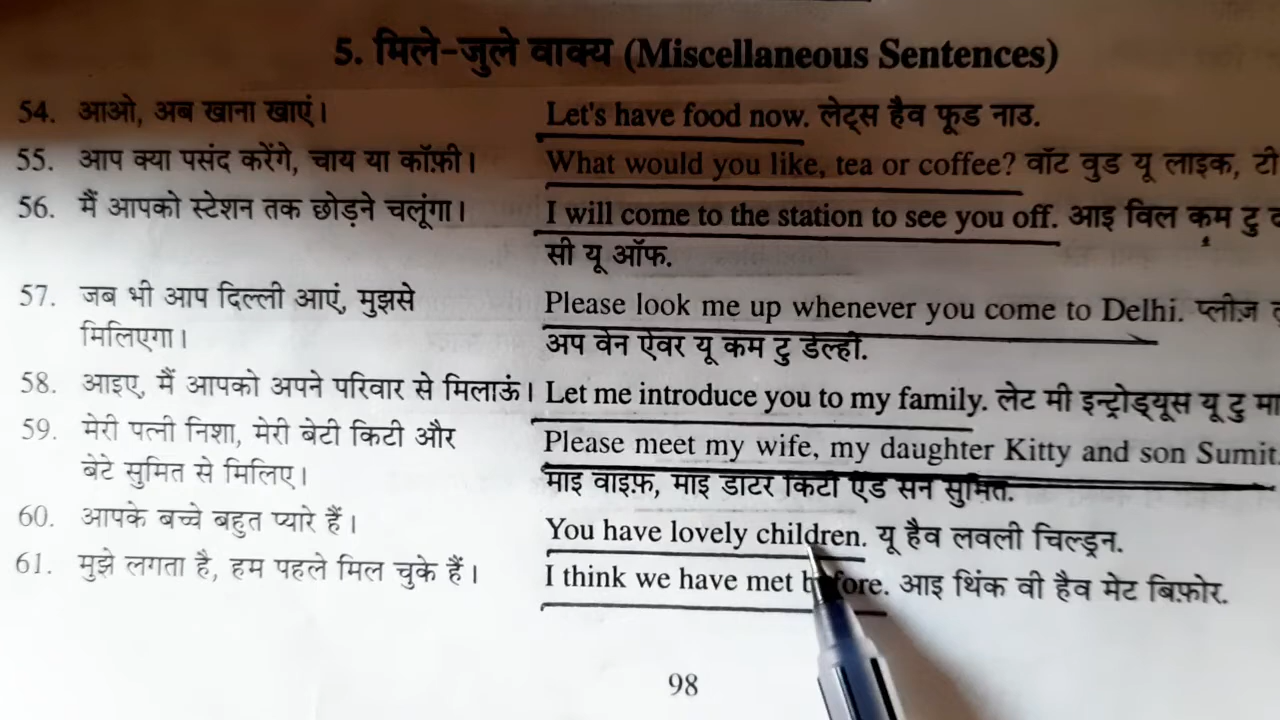 5. मिले-जुले वाक्य (Miscellaneous Sentences)
54. आओ, अब खाना खाएं। Let's have food now. लेट्स हैव फूड नाउ.
55. आप क्या पसंद करेंगे, चाय या कॉफ़ी। What would you like, tea or coffee? वॉट वुड यू लाइक, टी
56. मैं आपको स्टेशन तक छोड़ने चलूंगा। I will come to the station to see you off. आइ विल कम टु
सी यू ऑफ.
57. जब भी आप दिल्ली आएं, मुझसे Please look me up whenever you come to Delhi. प्लीज़
मिलिएगा। अप वेन ऐवर यू कम टु डेल्ही.
58. आइए, मैं आपको अपने परिवार से मिलाऊं। Let me introduce you to my family. लेट मी इन्ट्रोड्यूस यू टु
59. मेरी पत्नी निशा, मेरी बेटी किटी और Please meet my wife, my daughter Kitty and son Sumit.
बेटे सुमित से मिलिए। माइ वाइफ़, माइ डॉटर किटी ऐंड सन सुमित.
60. आपके बच्चे बहुत प्यारे हैं। You have lovely children. यू हैव लवली चिल्ड्रन.
61. मुझे लगता है, हम पहले मिल चुके हैं। I think we have met before. आइ थिंक वी हैव मेट बिफ़ोर.
98